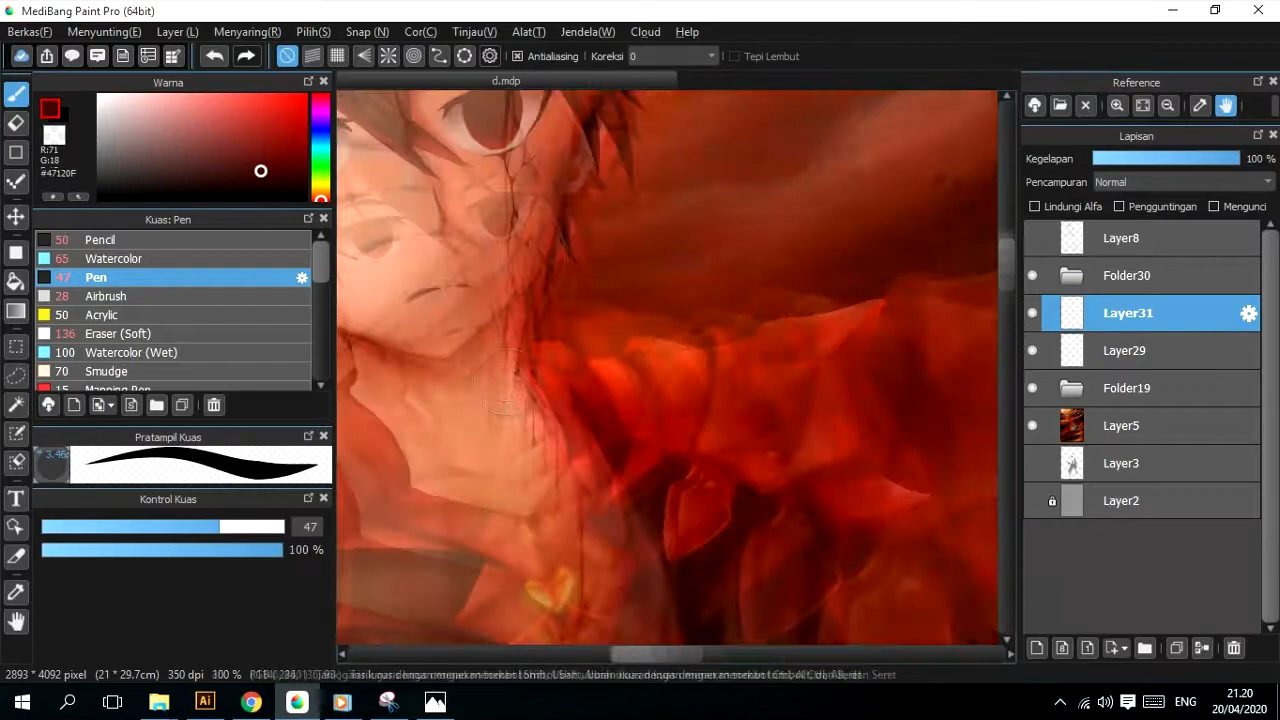 MediBang Paint Pro (64bit)
Berkas(F) Menyunting(E) Layer (L) Menyaring(R) Pilih(S) Snap (N) Cor(C) Tinjau(V) Alat(T) Jendela(W) Cloud Help
Antialiasing Koreksi 0 Tepi Lembut
Warna
d.mdp
Reference
R:71
G:18
#47120F
Lapisan
Kegelapan 100 %
Pencampuran Normal
Lindungi Alfa Pengguntingan Mengunci
Kuas: Pen
50 Pencil
65 Watercolor
47 Pen
28 Airbrush
50 Acrylic
136 Eraser (Soft)
100 Watercolor (Wet)
70 Smudge
15 Mapping Pen
Layer8
Folder30
Layer31
Layer29
Folder19
Layer5
Layer3
Layer2
Pratampil Kuas
Kontrol Kuas
47
100 %
2893 * 4092 pixel (21 * 29.7cm) 350 dpi
ENG
21.20
20/04/2020